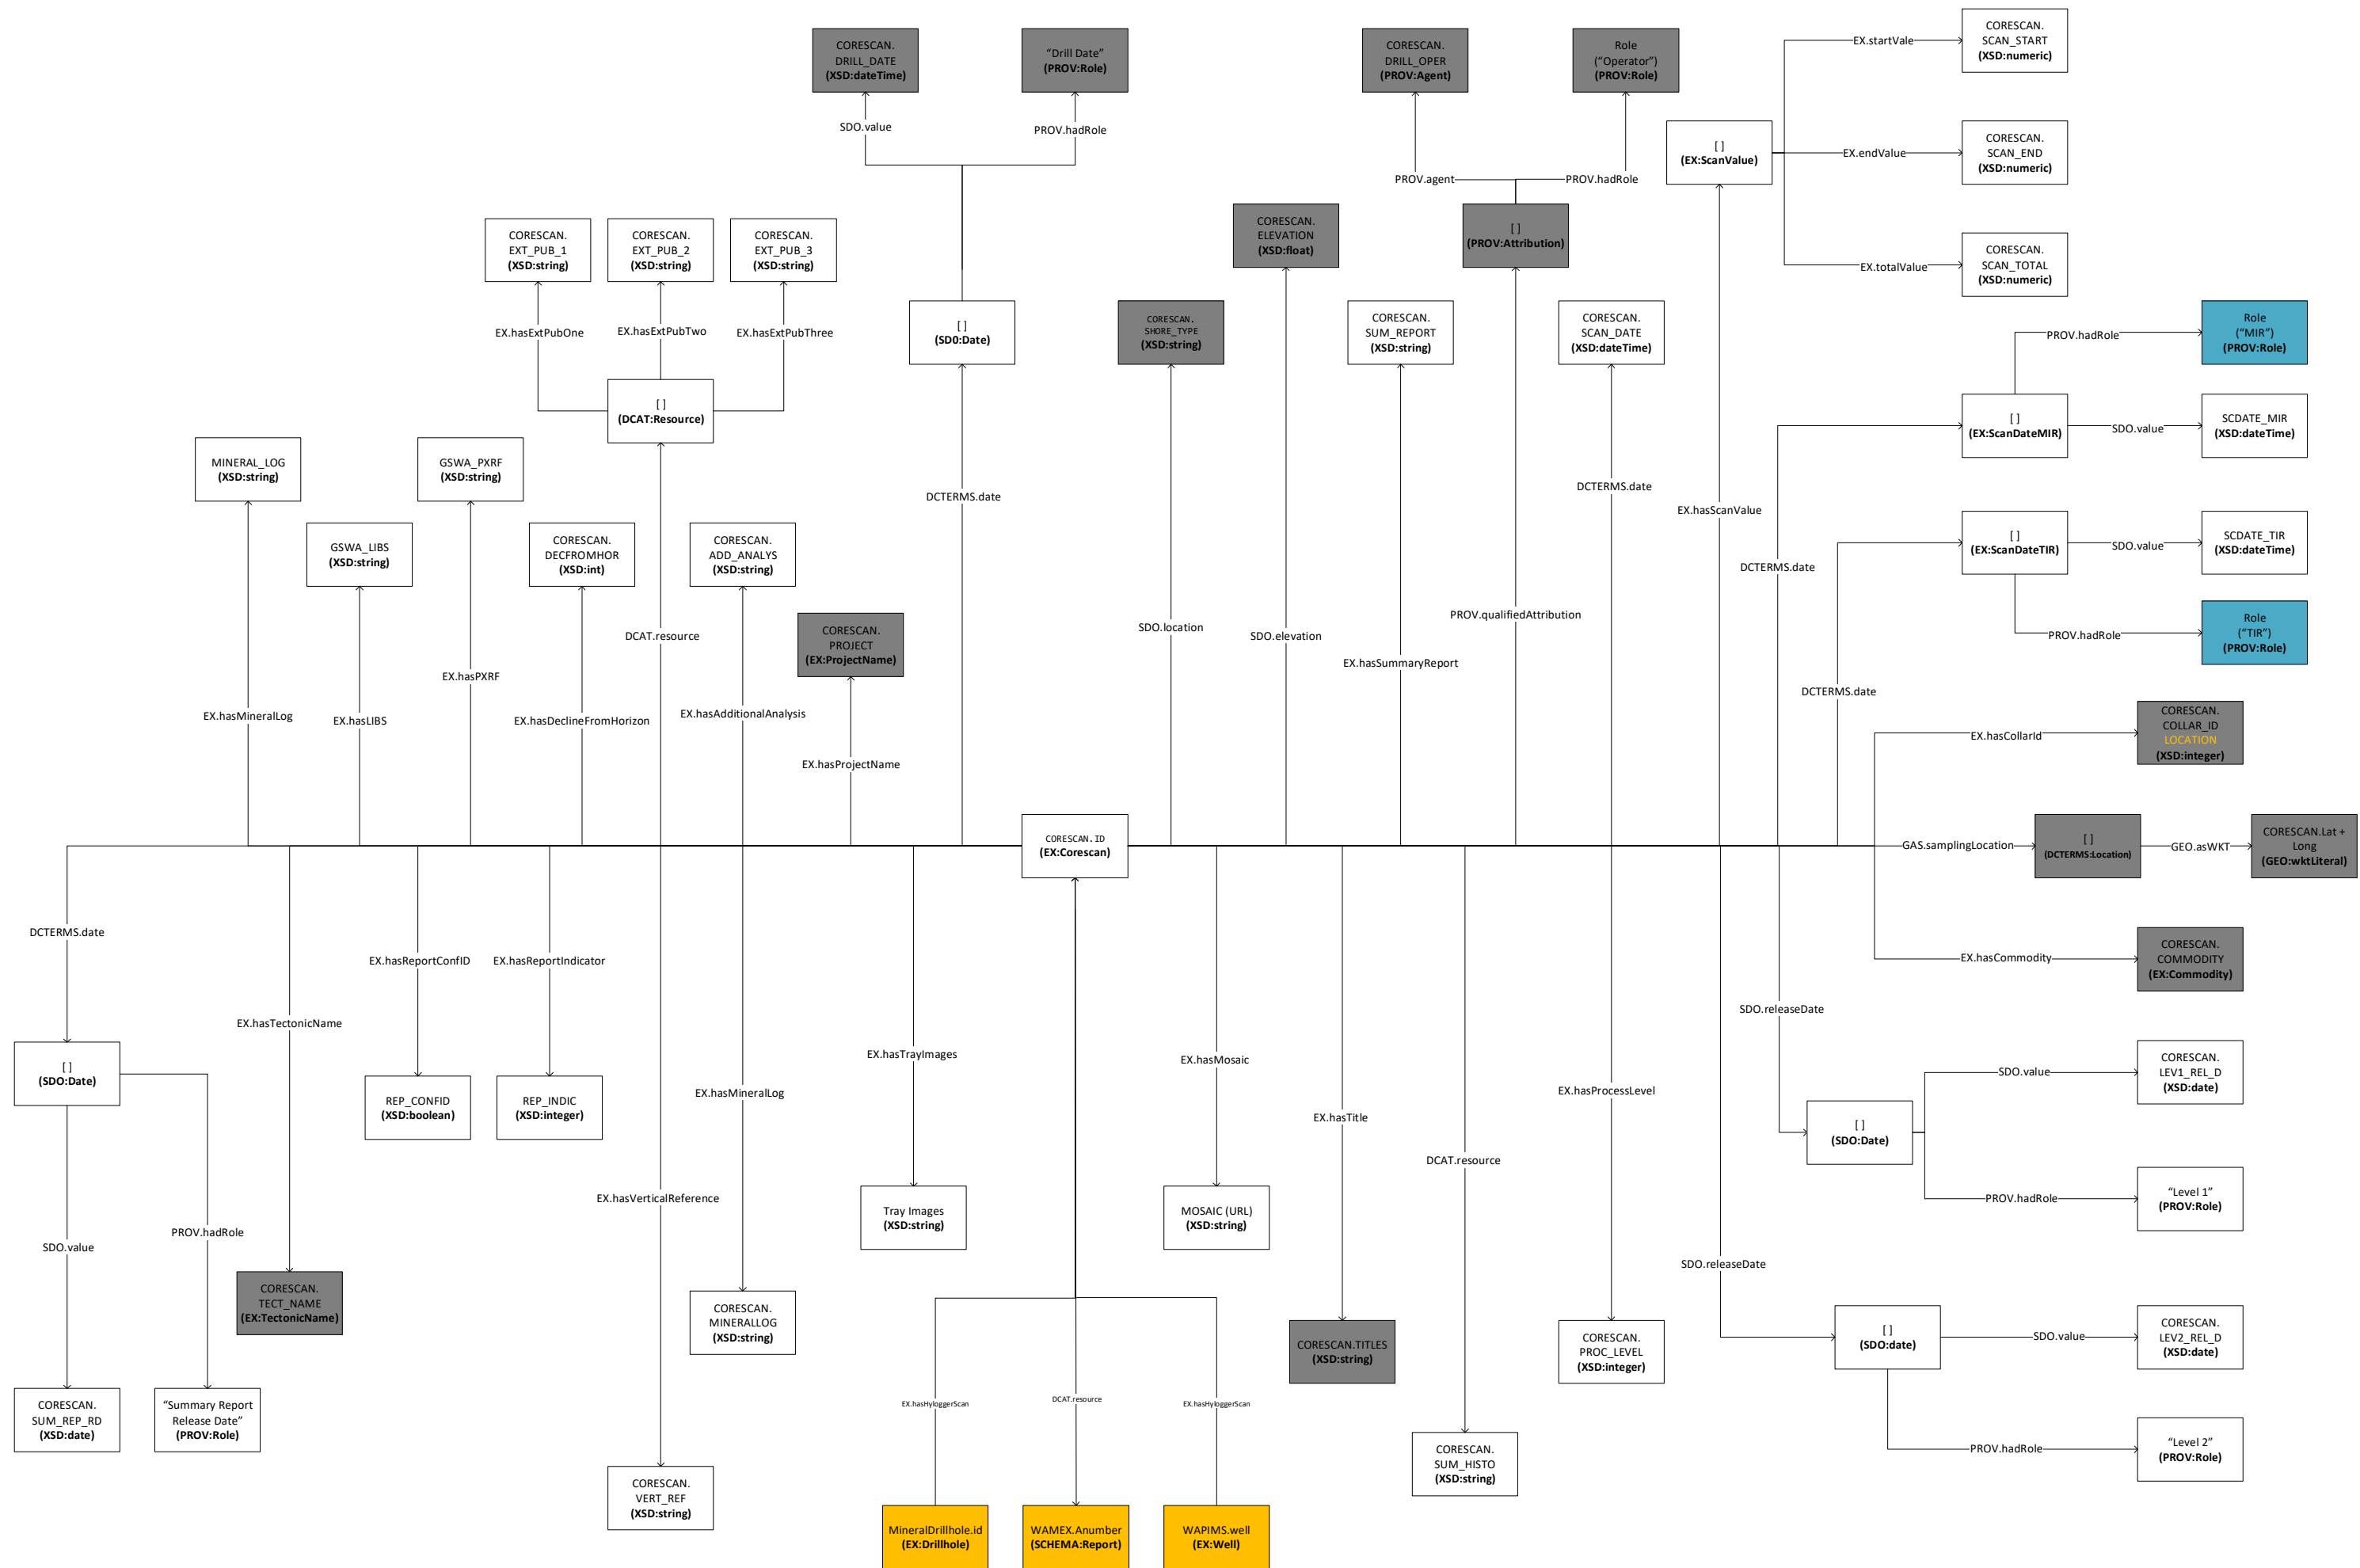 CORESCAN.
DRILL_DATE
(XSD:dateTime)
“Drill Date”
(PROV:Role)
CORESCAN.
DRILL_OPER
(PROV:Agent)
Role
(“Operator”)
(PROV:Role)
CORESCAN.
SCAN_START
(XSD:numeric)
EX.startVale
SDO.value
PROV.hadRole
[ ]
(EX:ScanValue)
EX.endValue
CORESCAN.
SCAN_END
(XSD:numeric)
PROV.agent
PROV.hadRole
CORESCAN.
EXT_PUB_1
(XSD:string)
CORESCAN.
EXT_PUB_2
(XSD:string)
CORESCAN.
EXT_PUB_3
(XSD:string)
CORESCAN.
ELEVATION
(XSD:float)
[ ]
(PROV:Attribution)
EX.totalValue
CORESCAN.
SCAN_TOTAL
(XSD:numeric)
EX.hasExtPubOne
EX.hasExtPubTwo
EX.hasExtPubThree
[ ]
(SD0:Date)
CORESCAN.
SHORE_TYPE
(XSD:string)
CORESCAN.
SUM_REPORT
(XSD:string)
CORESCAN.
SCAN_DATE
(XSD:dateTime)
PROV.hadRole
Role
(“MIR”)
(PROV:Role)
[ ]
(DCAT:Resource)
[ ]
(EX:ScanDateMIR)
SDO.value
SCDATE_MIR
(XSD:dateTime)
MINERAL_LOG
(XSD:string)
GSWA_PXRF
(XSD:string)
DCTERMS.date
DCTERMS.date
EX.hasScanValue
GSWA_LIBS
(XSD:string)
CORESCAN.
DECFROMHOR
(XSD:int)
CORESCAN.
ADD_ANALYS
(XSD:string)
[ ]
(EX:ScanDateTIR)
SDO.value
SCDATE_TIR
(XSD:dateTime)
DCTERMS.date
DCAT.resource
CORESCAN.
PROJECT
(EX:ProjectName)
SDO.location
SDO.elevation
PROV.qualifiedAttribution
PROV.hadRole
Role
(“TIR”)
(PROV:Role)
EX.hasPXRF
EX.hasSummaryReport
DCTERMS.date
EX.hasMineralLog
EX.hasLIBS
EX.hasDeclineFromHorizon
EX.hasAdditionalAnalysis
EX.hasProjectName
EX.hasCollarId
CORESCAN.
COLLAR_ID
LOCATION
(XSD:integer)
CORESCAN.ID
(EX:Corescan)
GAS.samplingLocation
[ ]
(DCTERMS:Location)
GEO.asWKT
CORESCAN.Lat +
Long
(GEO:wktLiteral)
DCTERMS.date
EX.hasReportConfID
EX.hasReportIndicator
EX.hasCommodity
CORESCAN.
COMMODITY
(EX:Commodity)
EX.hasTectonicName
SDO.releaseDate
[ ]
(SDO:Date)
EX.hasTrayImages
EX.hasMosaic
SDO.value
CORESCAN.
LEV1_REL_D
(XSD:date)
REP_CONFID
(XSD:boolean)
REP_INDIC
(XSD:integer)
EX.hasMineralLog
EX.hasTitle
EX.hasProcessLevel
[ ]
(SDO:Date)
DCAT.resource
EX.hasVerticalReference
Tray Images
(XSD:string)
MOSAIC (URL)
(XSD:string)
PROV.hadRole
“Level 1”
(PROV:Role)
SDO.value
PROV.hadRole
SDO.releaseDate
CORESCAN.
TECT_NAME
(EX:TectonicName)
CORESCAN.
MINERALLOG
(XSD:string)
CORESCAN.TITLES
(XSD:string)
CORESCAN.
PROC_LEVEL
(XSD:integer)
[ ]
(SDO:date)
SDO.value
CORESCAN.
LEV2_REL_D
(XSD:date)
CORESCAN.
SUM_REP_RD
(XSD:date)
“Summary Report
Release Date”
(PROV:Role)
EX.hasHyloggerScan
DCAT.resource
EX.hasHyloggerScan
CORESCAN.
SUM_HISTO
(XSD:string)
PROV.hadRole
“Level 2”
(PROV:Role)
CORESCAN.
VERT_REF
(XSD:string)
MineralDrillhole.id
(EX:Drillhole)
WAMEX.Anumber
(SCHEMA:Report)
WAPIMS.well
(EX:Well)